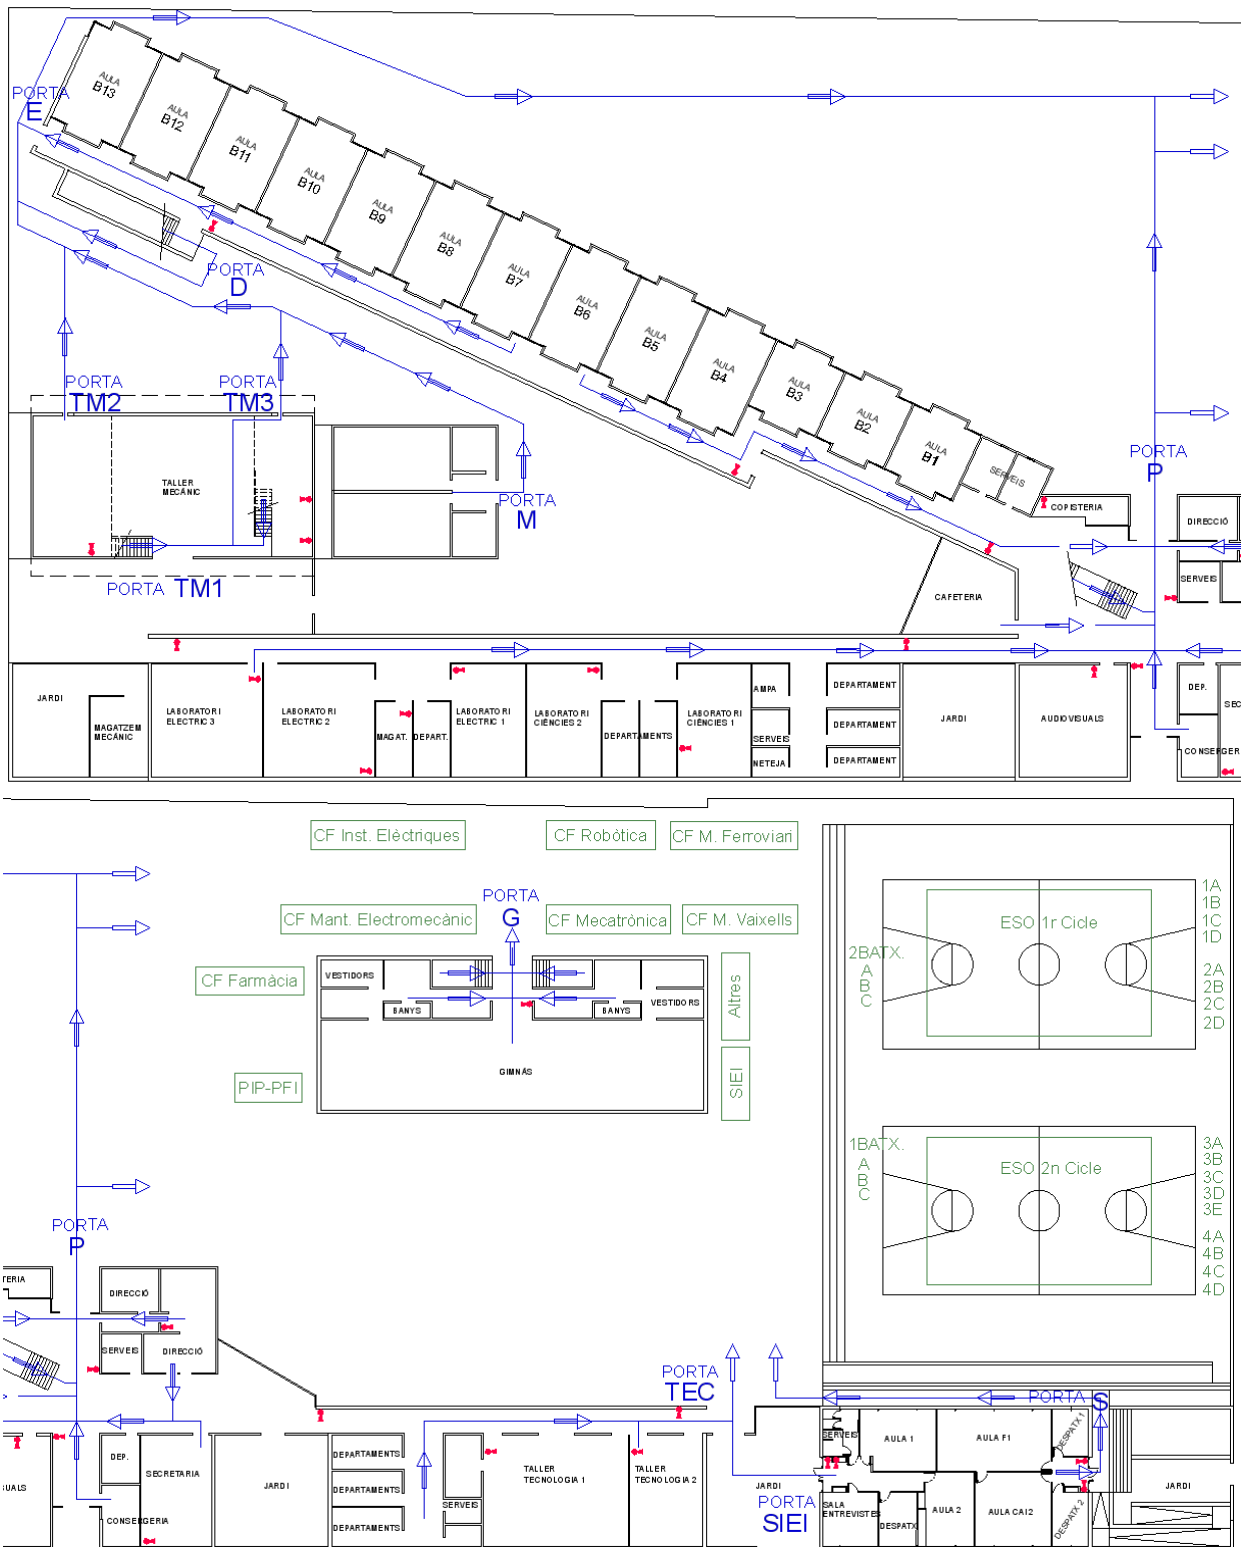 PORTA
E
AULA
B13
AULA
B12
AULA
B11
AULA
B10
AULA
B9
AULA
B8
AULA
B7
AULA
B6
AULA
B5
AULA
B4
AULA
B3
AULA
B2
AULA
B1
SERVEIS
PORTA
D
PORTA
TM2
PORTA
TM3
TALLER
MECÀNIC
PORTA
M
PORTA TM1
PORTA
P
COPISTERIA
DIRECCIÓ
SERVEIS
CAFETERIA
JARDI
MAGATZEM
MECÀNIC
LABORATORI
ELECTRIC 3
LABORATORI
ELECTRIC 2
MAGAT.
DEPART.
LABORATORI
ELECTRIC 1
LABORATORI
CIÈNCIES 2
DEPARTAMENTS
LABORATORI
CIÈNCIES 1
AMPA
SERVEIS
NETEJA
DEPARTAMENT
DEPARTAMENT
DEPARTAMENT
JARDI
AUDIOVISUALS
DEP.
SEC
CONSERGERI
CF Inst. Elèctriques
CF Robòtica
CF M. Ferroviari
CF Mant. Electromecànic
PORTA
G
CF Mecatrònica
CF M. Vaixells
CF Farmàcia
VESTIDORS
BANYS
BANYS
VESTIDORS
GIMNÀS
Altres
SIEI
PIP-PFI
2BATX.
A
B
C
ESO 1r Cicle
1A
1B
1C
1D
2A
2B
2C
2D
1BATX.
A
B
C
ESO 2n Cicle
3A
3B
3C
3D
3E
4A
4B
4C
4D
PORTA
P
TERIA
DIRECCIÓ
SERVEIS
DIRECCIÓ
PORTA
TEC
PORTA S
UALS
DEP.
SECRETARIA
CONSERGERIA
JARDI
DEPARTAMENTS
DEPARTAMENTS
DEPARTAMENTS
DEPARTAMENTS
SERVEIS
TALLER
TECNOLOGIA 1
TALLER
TECNOLOGIA 2
JARDI
PORTA
SIEI
SERVEIS
AULA 1
AULA F1
DESPATX 1
SALA
ENTREVISTES
DESPATX
AULA 2
AULA CAI2
DESPATX 2
JARDI